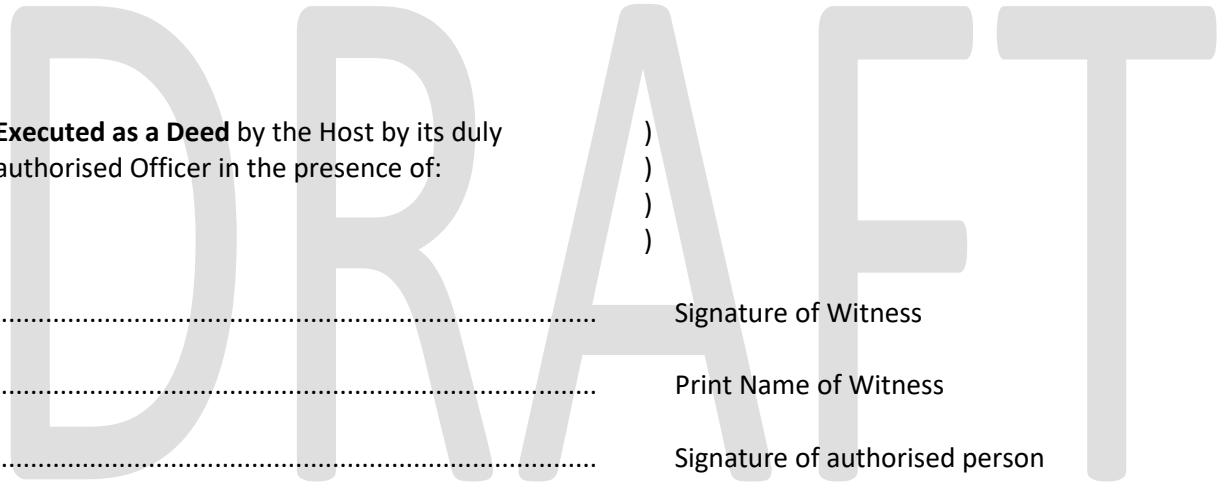 DRAFT
Executed as a Deed by the Host by its duly )
authorised Officer in the presence of: )
)
)
.................................................................................... Signature of Witness
.................................................................................... Print Name of Witness
.................................................................................... Signature of authorised person